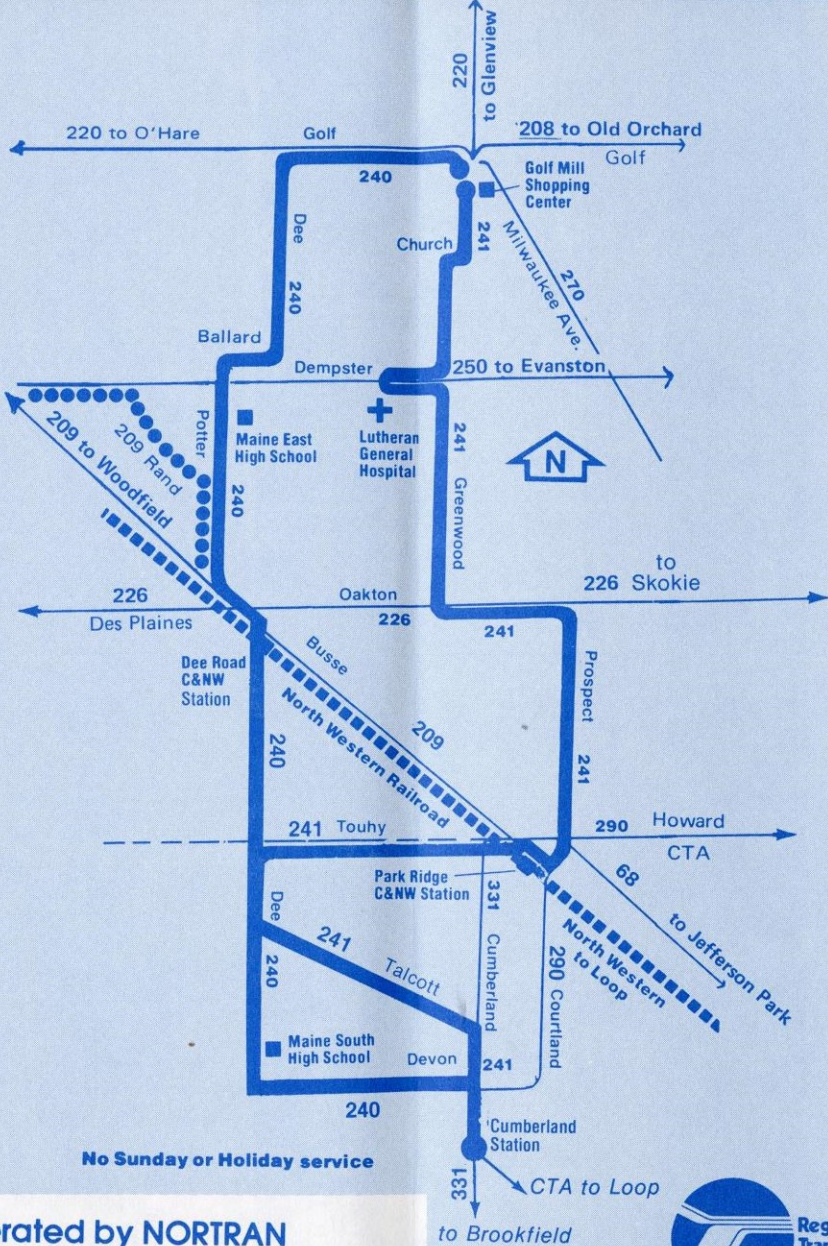 220
to Glenview
220 to O'Hare
Golf
208 to Old Orchard
Golf
240
Golf Mill
Shopping
Center
Dee
Church
241
Milwaukee Ave.
270
240
Ballard
Dempster
250 to Evanston
Potter
209 Rand
209 to Woodfield
Maine East
High School
Lutheran
General
Hospital
241
Greenwood
N
240
to
226 Skokie
226
Des Plaines
Oakton
226
241
Dee Road
C&NW
Station
Busse
209
North Western Railroad
Prospect
241
240
241 Touhy
290 Howard
CTA
Park Ridge
C&NW Station
331
Cumberland
68
to Jefferson Park
Dee
241
Talcott
240
290 Courtland
North Western
to Loop
Maine South
High School
Devon
241
240
Cumberland
Station
No Sunday or Holiday service
331
CTA to Loop
to Brookfield
erated by NORTRAN
Reg
Tran